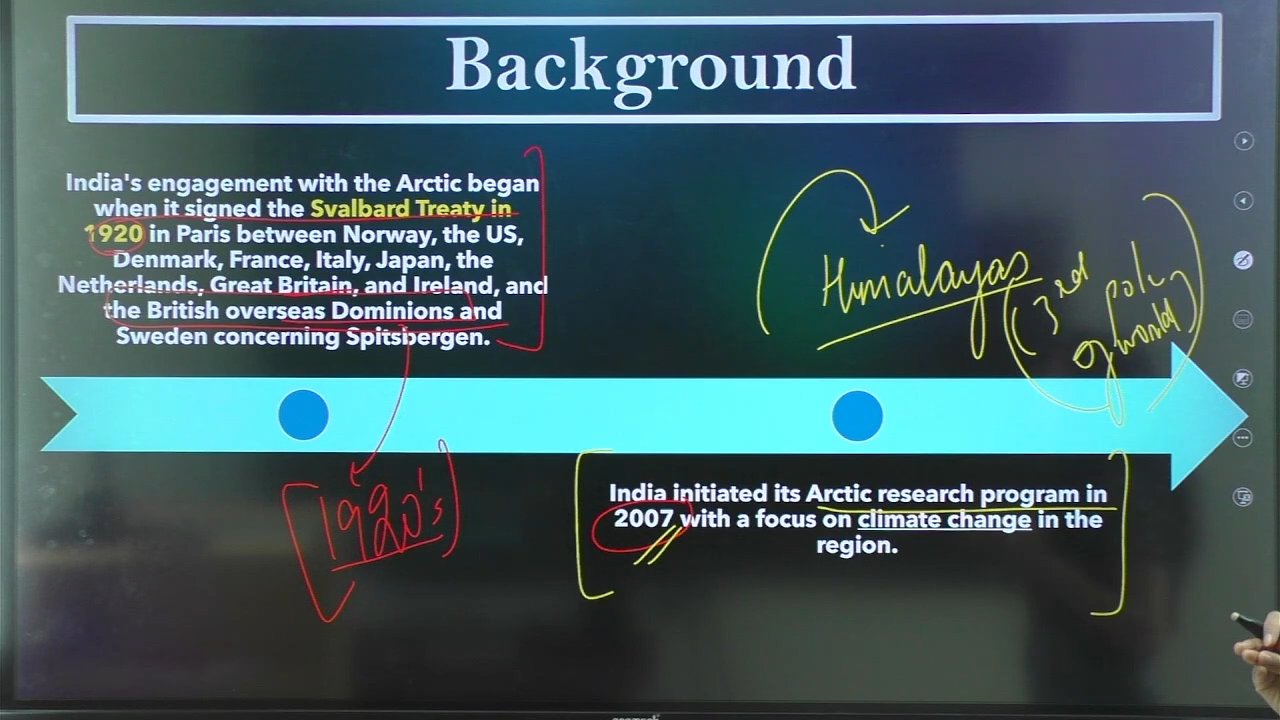 Background
India's engagement with the Arctic began
when it signed the Svalbard Treaty in
1920 in Paris between Norway, the US,
Denmark, France, Italy, Japan, the
Netherlands, Great Britain, and Ireland, and
the British overseas Dominions and
Sweden concerning Spitsbergen.
Himalayas
(3rd pole
of world)
1920's
India initiated its Arctic research program in
2007 with a focus on climate change in the
region.